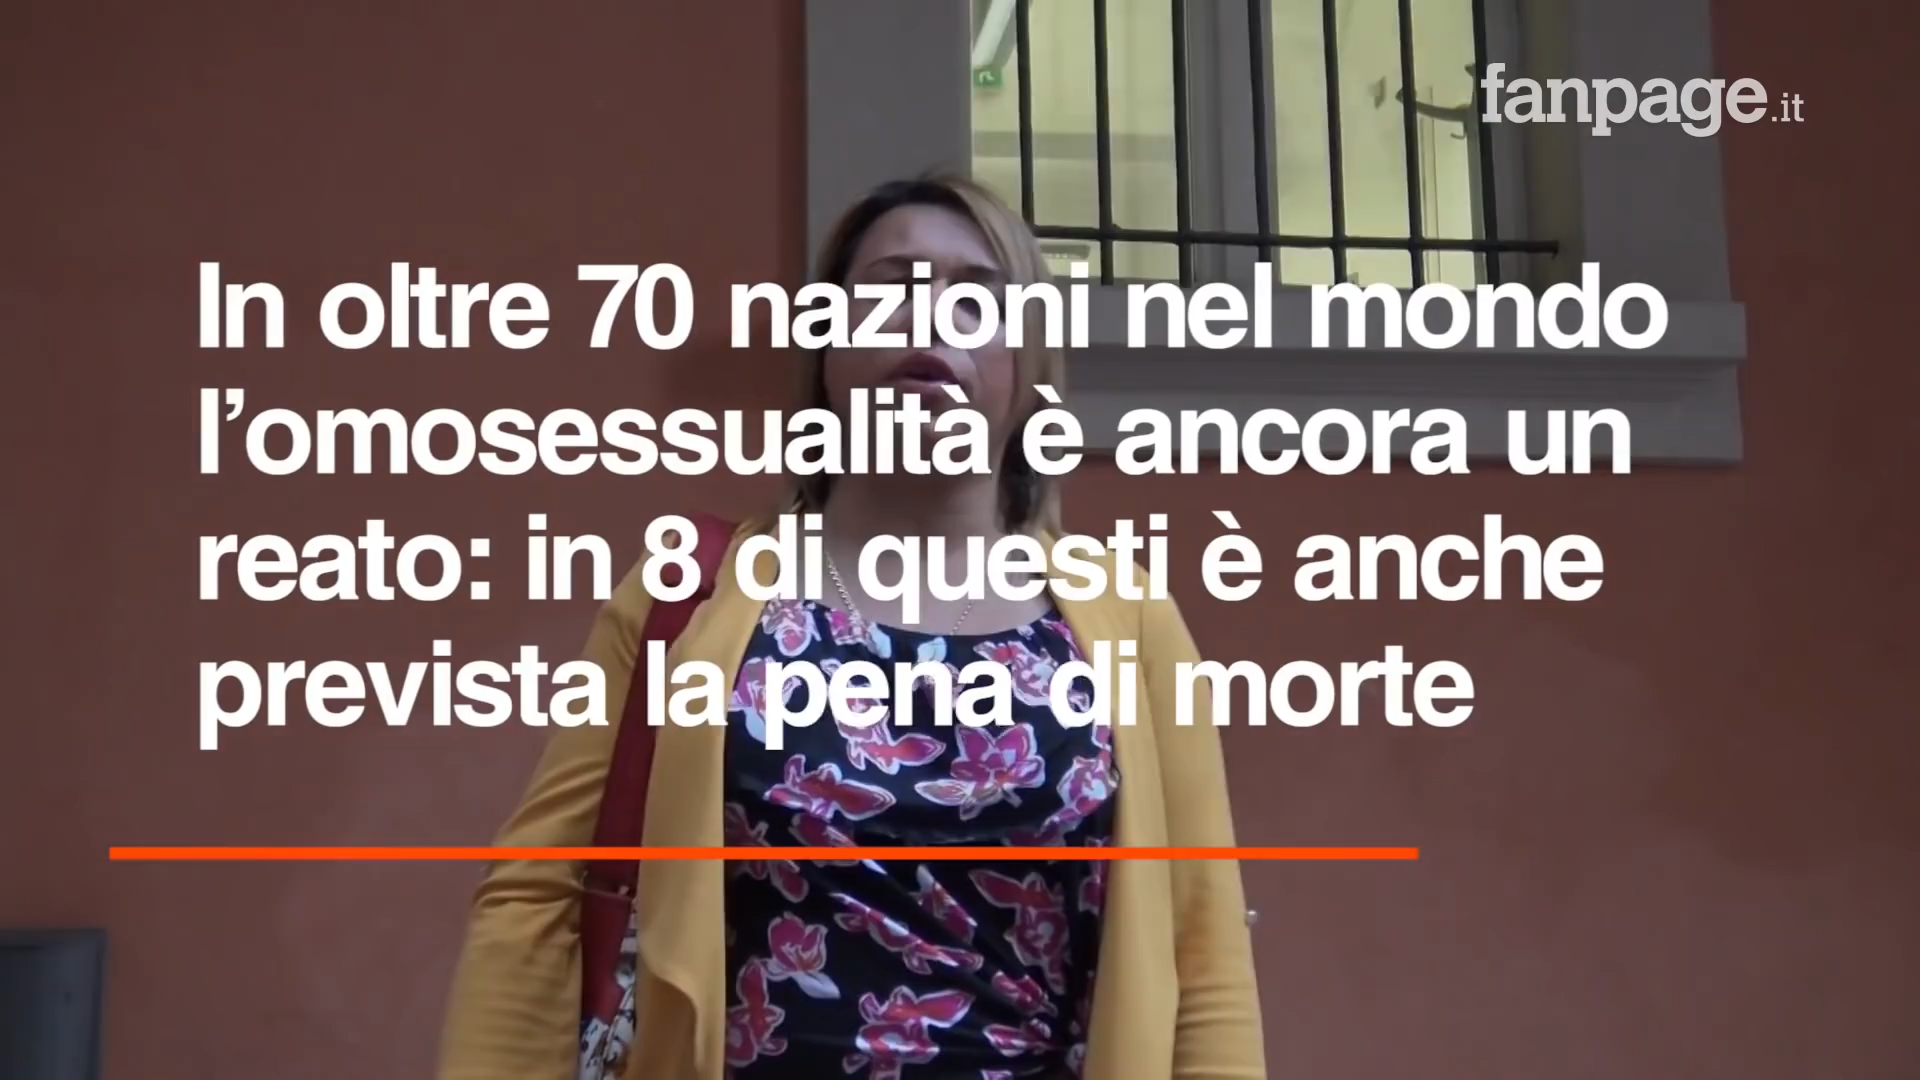 fanpage.it
In oltre 70 nazioni nel mondo
l’omosessualità è ancora un
reato: in 8 di questi è anche
prevista la pena di morte